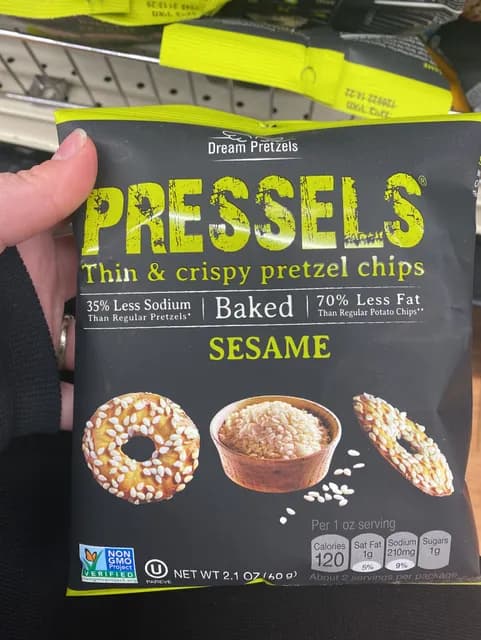 Dream Pretzels
PRESSELS®
Thin & crispy pretzel chips
35% Less Sodium
Than Regular Pretzels*
Baked
70% Less Fat
Than Regular Potato Chips**
SESAME
Per 1 oz serving
Calories
120
Sat Fat
1g
5%
Sodium
210mg
9%
Sugars
1g
About 2 servings per package
NON
GMO
Project
VERIFIED
U
PAREVE
NET WT 2.1 OZ (60 g)